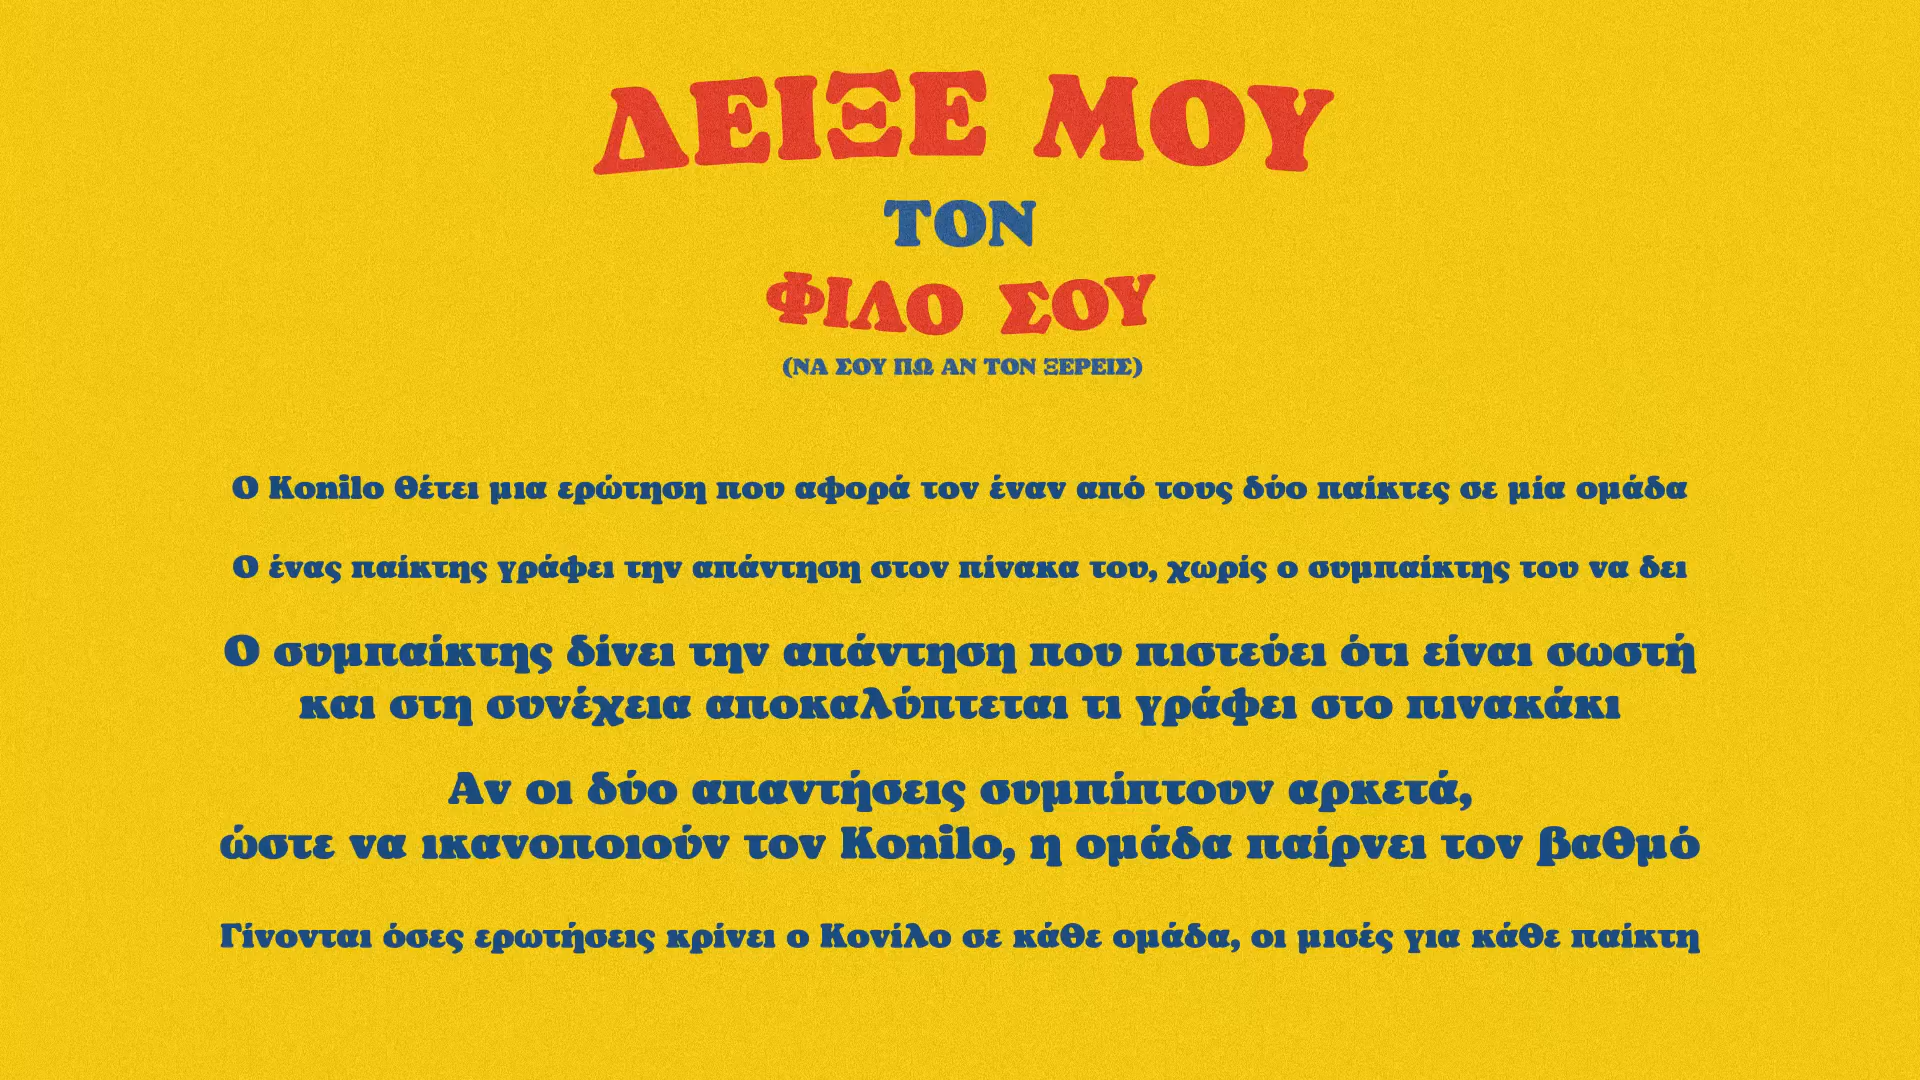 ΔΕΙΞΕ ΜΟΥ
ΤΟΝ
ΦΙΛΟ ΣΟΥ
(ΝΑ ΣΟΥ ΠΩ ΑΝ ΤΟΝ ΞΕΡΕΙΣ)
Ο Konilo θέτει μια ερώτηση που αφορά τον έναν από τους δύο παίκτες σε μία ομάδα
Ο ένας παίκτης γράφει την απάντηση στον πίνακα του, χωρίς ο συμπαίκτης του να δει
Ο συμπαίκτης δίνει την απάντηση που πιστεύει ότι είναι σωστή
και στη συνέχεια αποκαλύπτεται τι γράφει στο πινακάκι
Αν οι δύο απαντήσεις συμπίπτουν αρκετά,
ώστε να ικανοποιούν τον Konilo, η ομάδα παίρνει τον βαθμό
Γίνονται όσες ερωτήσεις κρίνει ο Κονίλο σε κάθε ομάδα, οι μισές για κάθε παίκτη